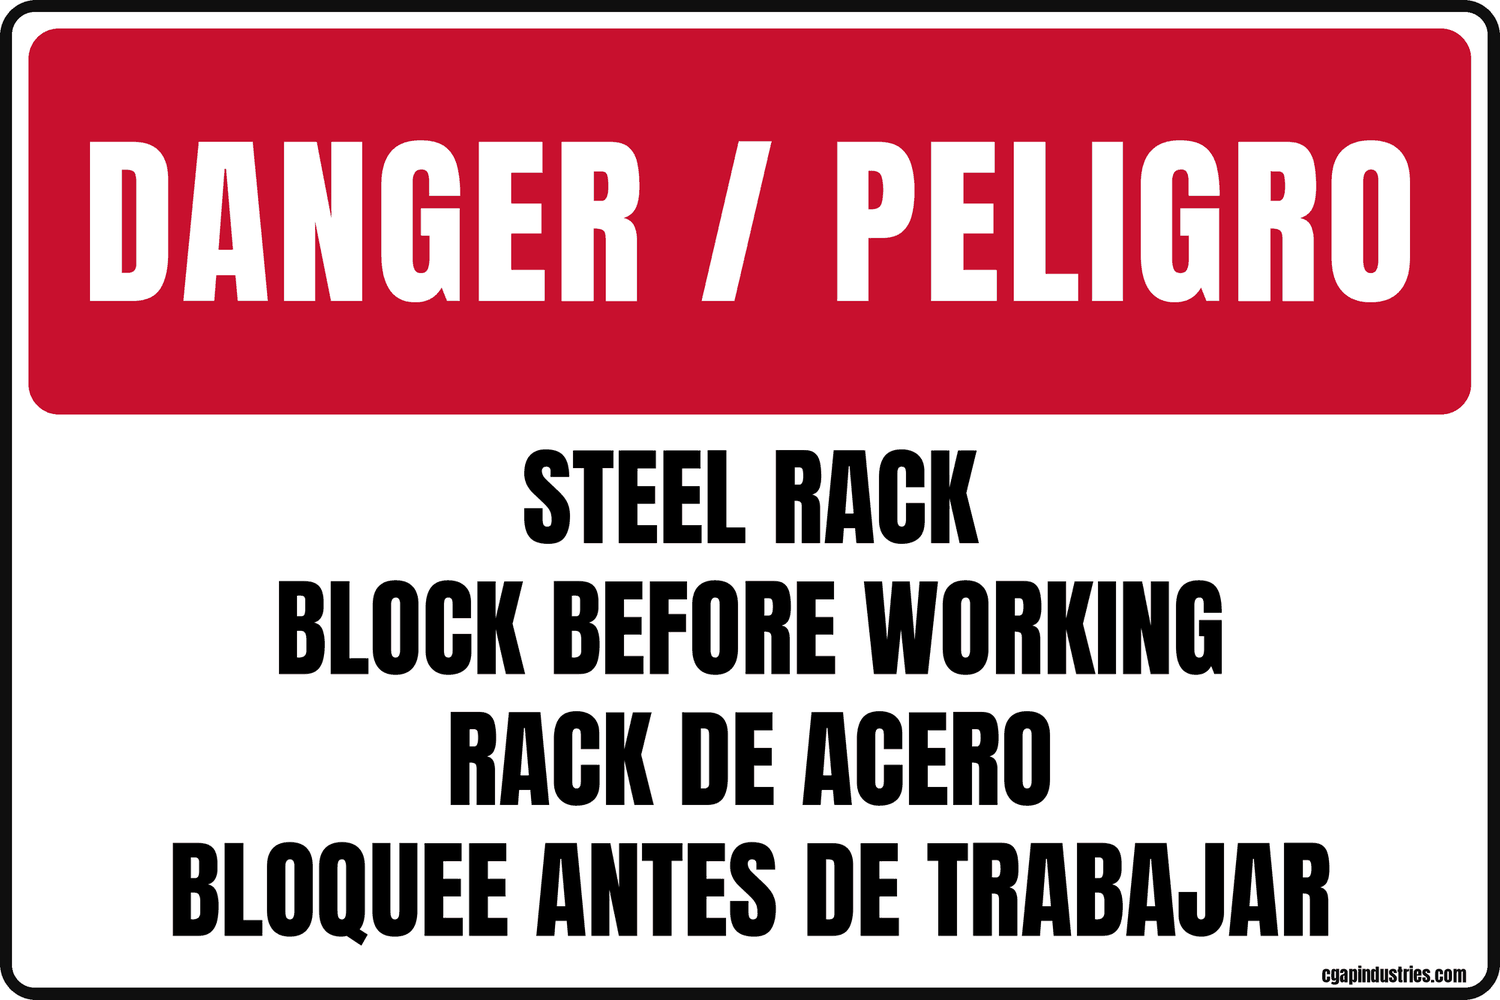 DANGER / PELIGRO
STEEL RACK
BLOCK BEFORE WORKING
RACK DE ACERO
BLOQUEE ANTES DE TRABAJAR
cgapindustries.com